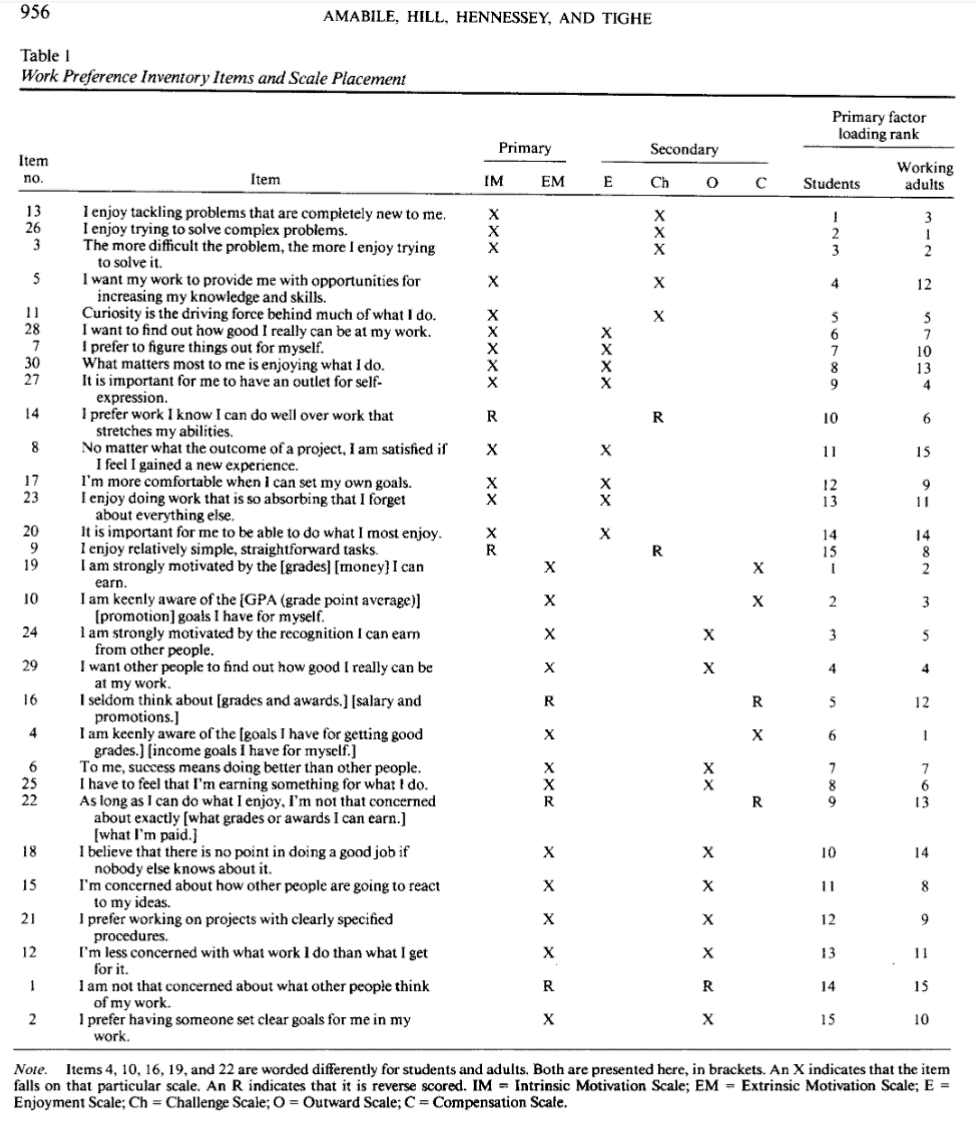 956
AMABILE, HILL, HENNESSEY, AND TIGHE
Table 1
Work Preference Inventory Items and Scale Placement
Primary factor
loading rank
Primary Secondary
Item Working
no. Item IM EM E Ch O C Students adults
13 I enjoy tackling problems that are completely new to me. X X 1 3
26 I enjoy trying to solve complex problems. X X 2 1
3 The more difficult the problem, the more I enjoy trying X X 3 2
to solve it.
5 I want my work to provide me with opportunities for X X 4 12
increasing my knowledge and skills.
11 Curiosity is the driving force behind much of what I do. X X 5 5
28 I want to find out how good I really can be at my work. X X 6 7
7 I prefer to figure things out for myself. X X 7 10
30 What matters most to me is enjoying what I do. X X 8 13
27 It is important for me to have an outlet for self- X X 9 4
expression.
14 I prefer work I know I can do well over work that R R 10 6
stretches my abilities.
8 No matter what the outcome of a project, I am satisfied if X X 11 15
I feel I gained a new experience.
17 I'm more comfortable when I can set my own goals. X X 12 9
23 I enjoy doing work that is so absorbing that I forget X X 13 11
about everything else.
20 It is important for me to be able to do what I most enjoy. X X 14 14
9 I enjoy relatively simple, straightforward tasks. R R 15 8
19 I am strongly motivated by the [grades] [money] I can X X 1 2
earn.
10 I am keenly aware of the [GPA (grade point average)] X X 2 3
[promotion] goals I have for myself.
24 I am strongly motivated by the recognition I can earn X X 3 5
from other people.
29 I want other people to find out how good I really can be X X 4 4
at my work.
16 I seldom think about [grades and awards.] [salary and R R 5 12
promotions.]
4 I am keenly aware of the [goals I have for getting good X X 6 1
grades.] [income goals I have for myself.]
6 To me, success means doing better than other people. X X 7 7
25 I have to feel that I'm earning something for what I do. X X 8 6
22 As long as I can do what I enjoy, I'm not that concerned R R 9 13
about exactly [what grades or awards I can earn.]
[what I'm paid.]
18 I believe that there is no point in doing a good job if X X 10 14
nobody else knows about it.
15 I'm concerned about how other people are going to react X X 11 8
to my ideas.
21 I prefer working on projects with clearly specified X X 12 9
procedures.
12 I'm less concerned with what work I do than what I get X X 13 11
for it.
1 I am not that concerned about what other people think R R 14 15
of my work.
2 I prefer having someone set clear goals for me in my X X 15 10
work.
Note. Items 4, 10, 16, 19, and 22 are worded differently for students and adults. Both are presented here, in brackets. An X indicates that the item
falls on that particular scale. An R indicates that it is reverse scored. IM = Intrinsic Motivation Scale; EM = Extrinsic Motivation Scale; E =
Enjoyment Scale; Ch = Challenge Scale; O = Outward Scale; C = Compensation Scale.